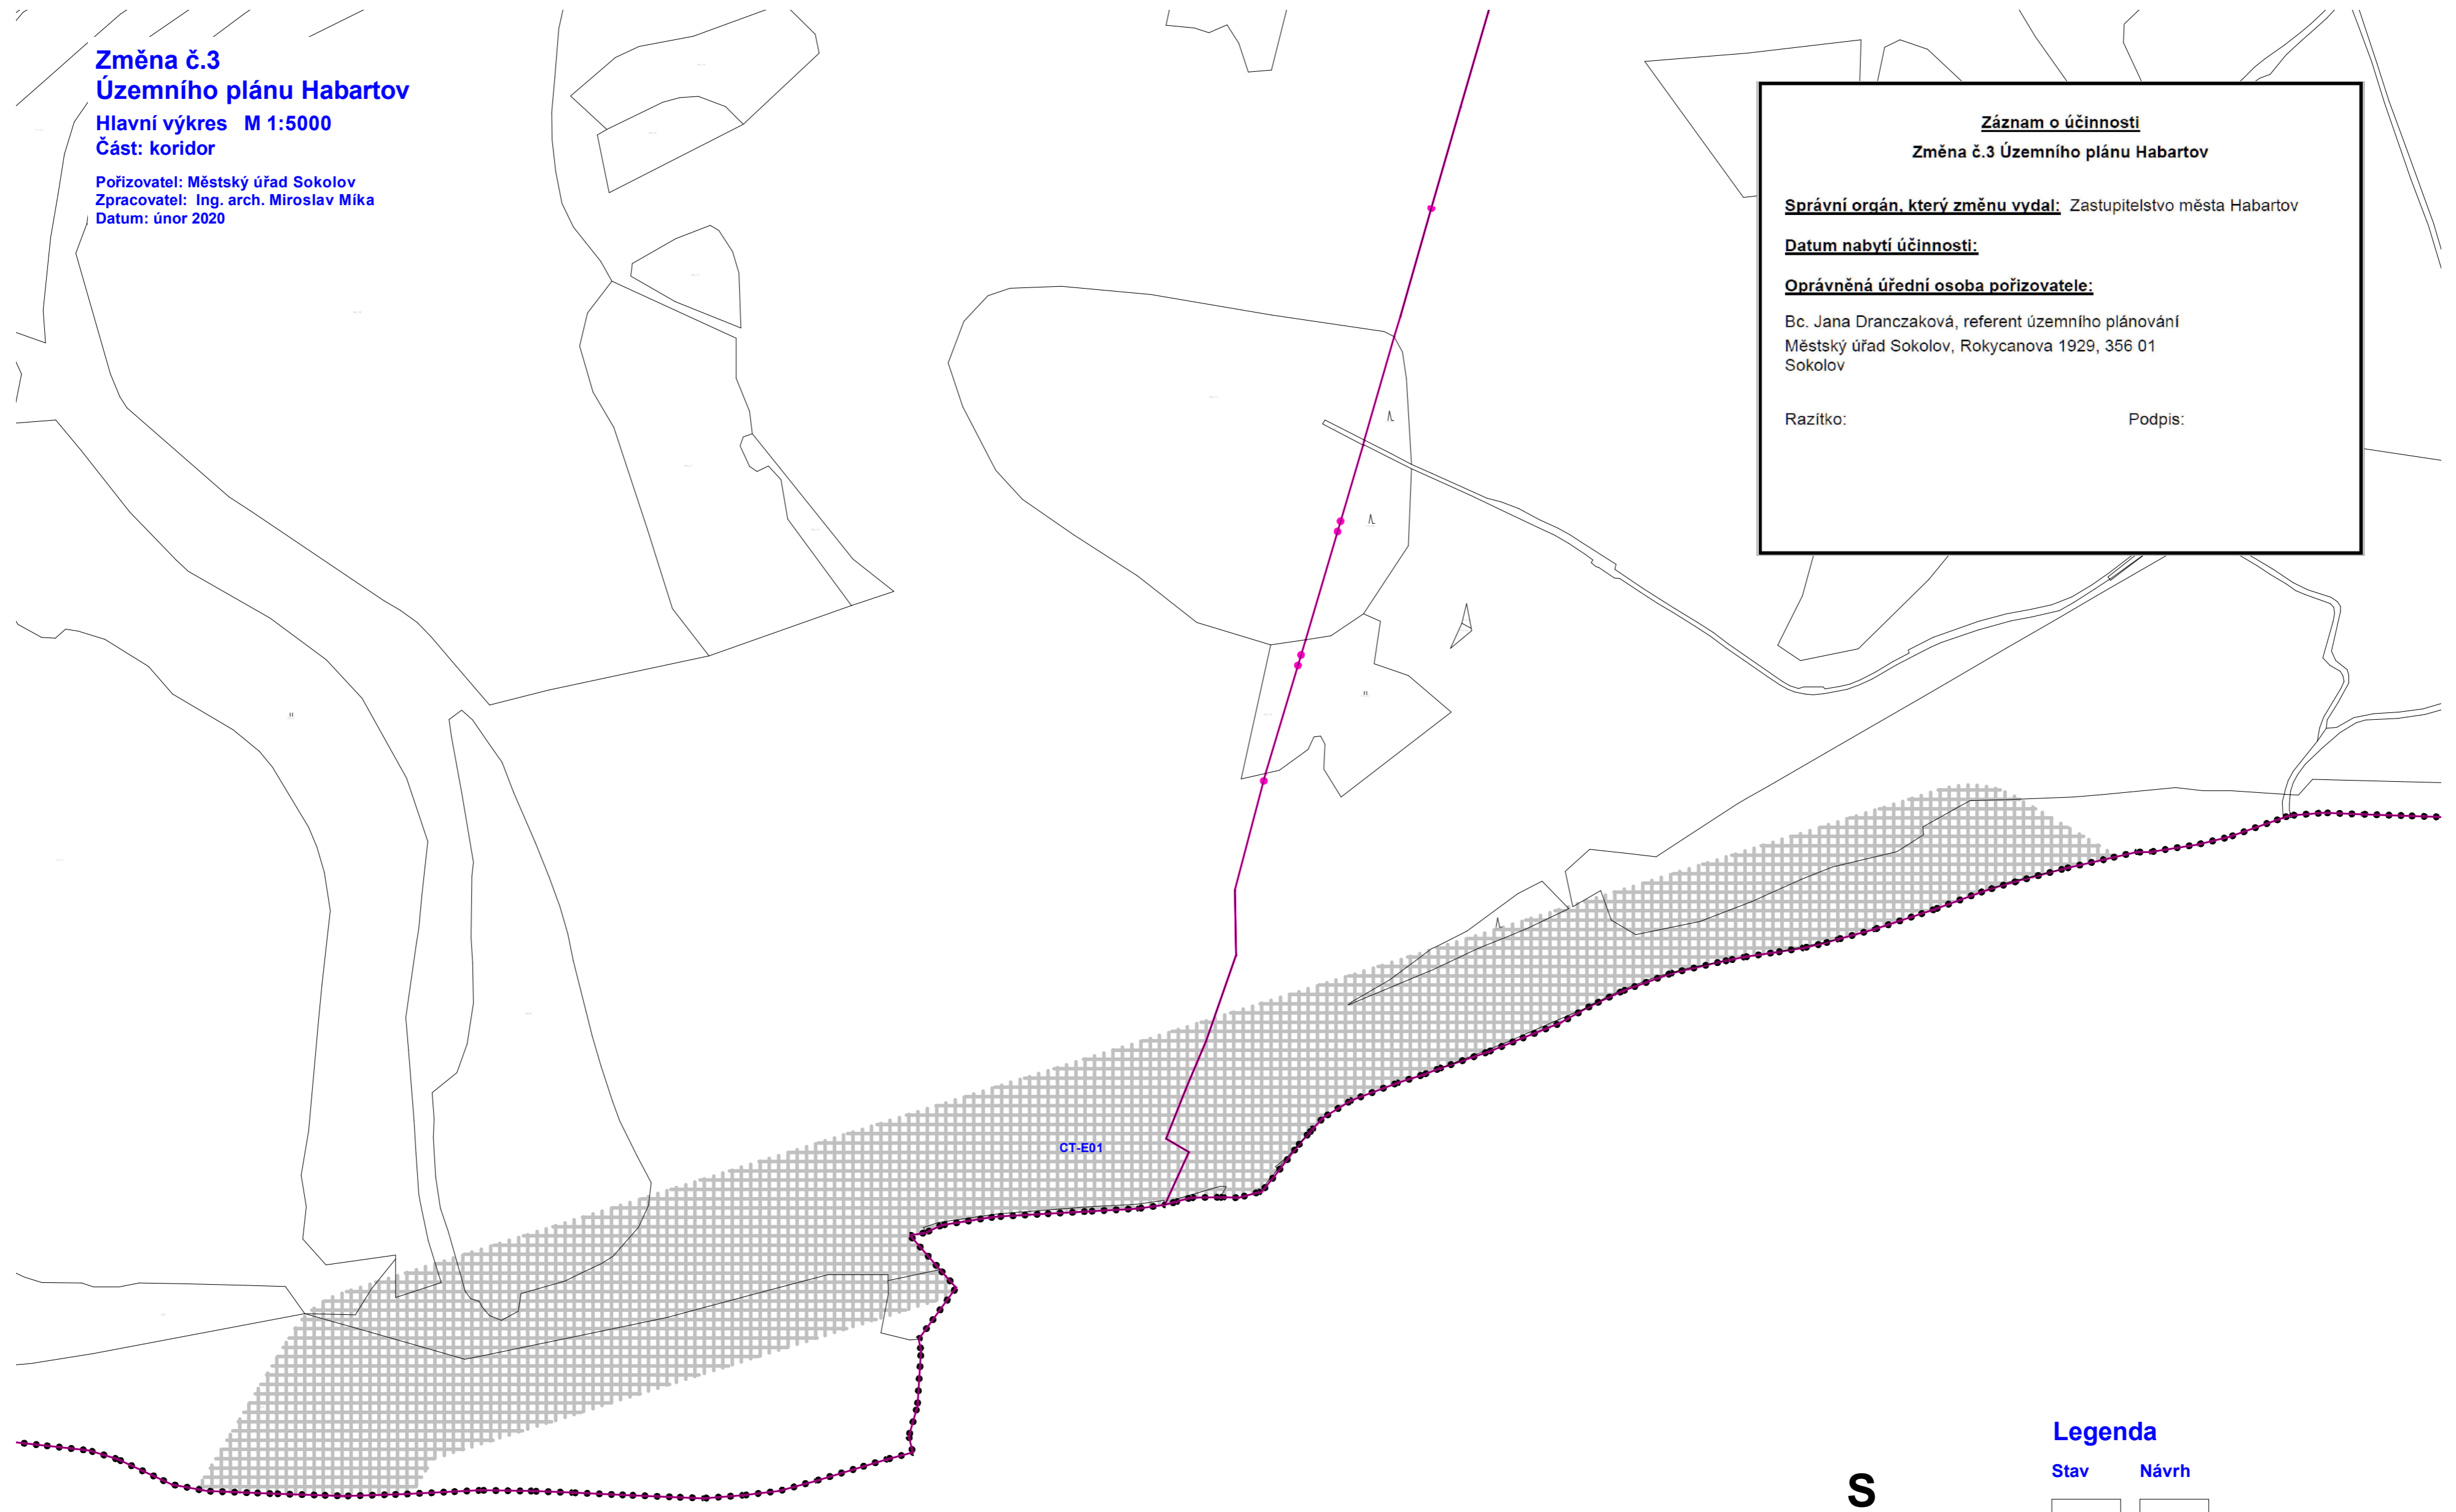 Změna č.3
Územního plánu Habartov
Hlavní výkres M 1:5000
Část: koridor
Pořizovatel: Městský úřad Sokolov
Zpracovatel: Ing. arch. Miroslav Míka
Datum: únor 2020
Záznam o účinnosti
Změna č.3 Územního plánu Habartov
Správní orgán, který změnu vydal: Zastupitelstvo města Habartov
Datum nabytí účinnosti:
Oprávněná úřední osoba pořizovatele:
Bc. Jana Dranczaková, referent územního plánování
Městský úřad Sokolov, Rokycanova 1929, 356 01
Sokolov
Razítko: Podpis:
CT-E01
Legenda
Stav Návrh
S